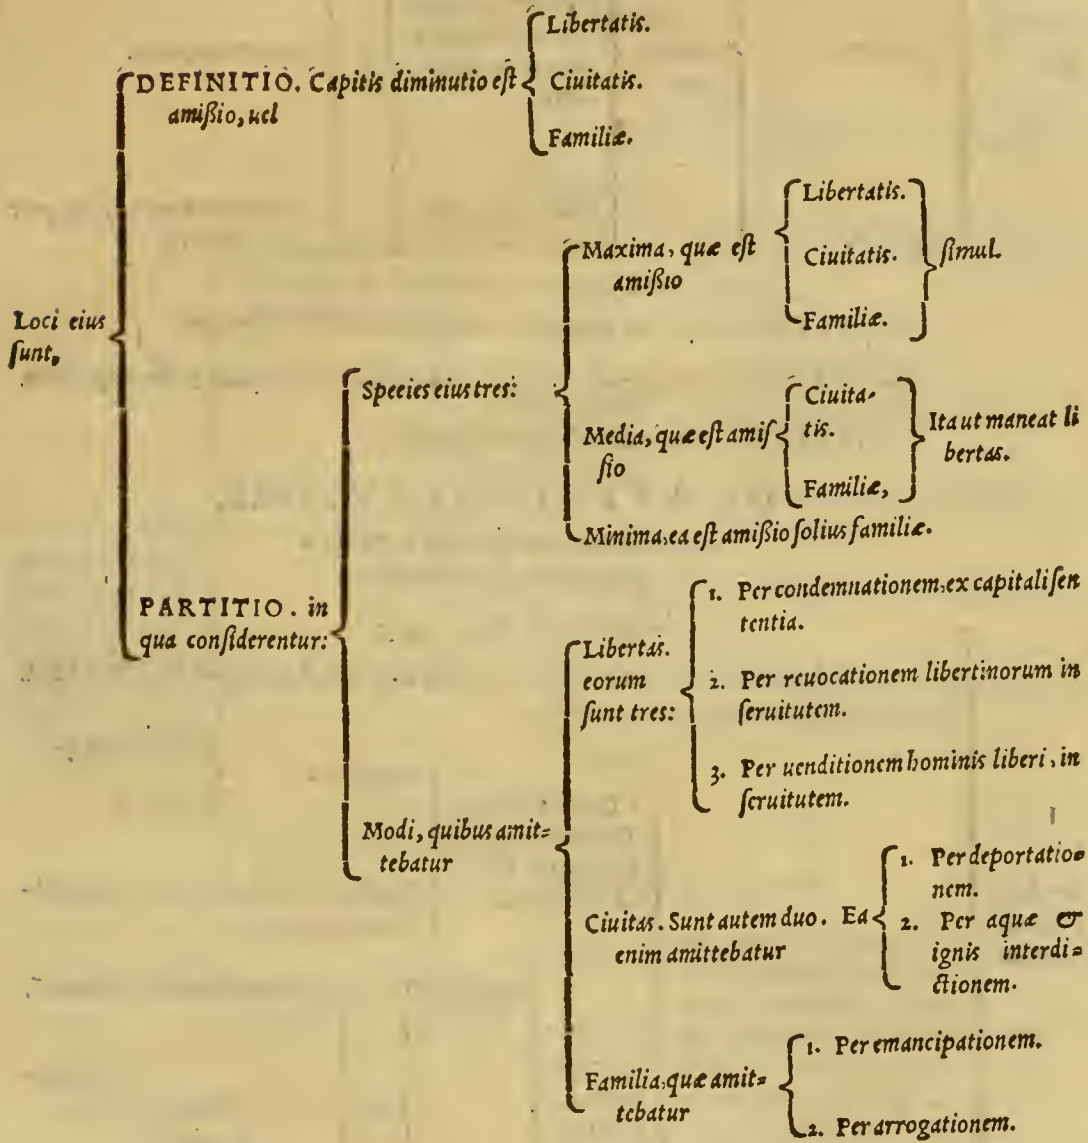 Loci eius
ſunt,
DEFINITIO. Capitis diminutio eſt
amißio, uel
Libertatis.
Ciuitatis.
Familiæ.
PARTITIO. in
qua conſiderentur:
Species eius tres:
Maxima, quæ eſt
amißio
Libertatis.
Ciuitatis.
Familiæ.
ſimul.
Media, quæ eſt amiſ
ſio
Ciuita-
tis.
Familiæ,
Ita ut maneat li
bertas.
Minima, ea eſt amißio ſolius familiæ.
Modi, quibus amit=
tebatur
Libertas.
eorum
ſunt tres:
1. Per condemnationem, ex capitali ſen
tentia.
2. Per reuocationem libertinorum in
ſeruitutem.
3. Per uenditionem hominis liberi, in
ſeruitutem.
Ciuitas. Sunt autem duo. Ea
enim amittebatur
1. Per deportatio=
nem.
2. Per aquæ &
ignis interdi=
ctionem.
Familia, quæ amit=
tebatur
1. Per emancipationem.
2. Per arrogationem.